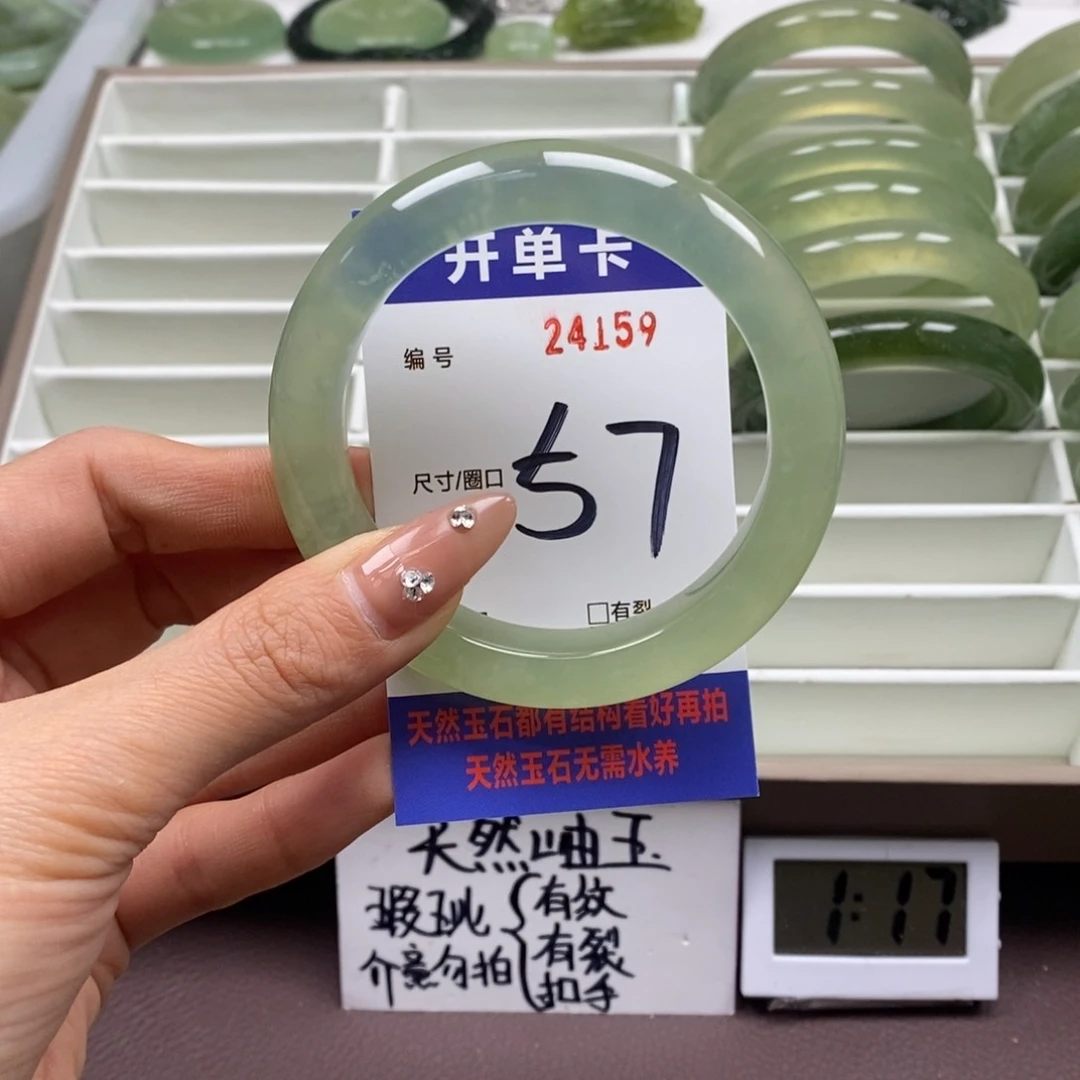 开单卡
编号 24159
尺寸/圈口 57
□有裂
天然玉石都有结构看好再拍
天然玉石无需水养
天然岫玉
瑕玼 有纹
有裂
介意勿拍 扣手
1:17